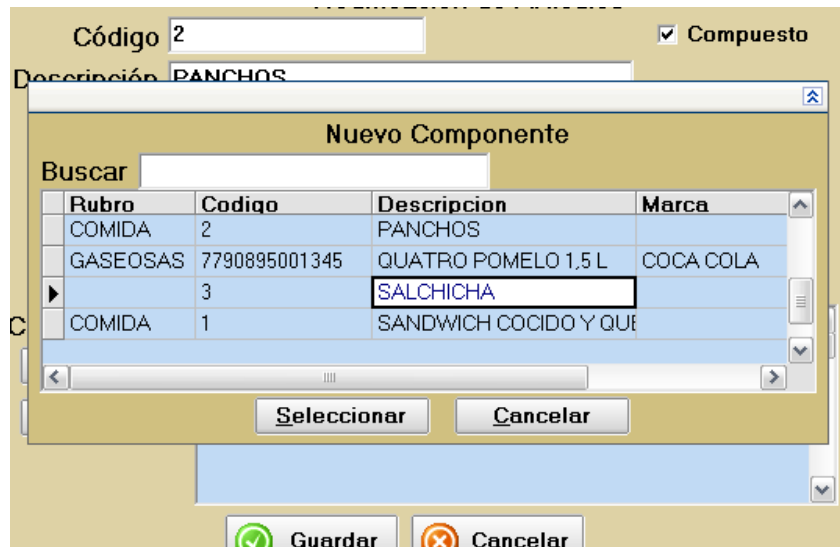 Código 2
Compuesto
Descripción PANCHOS
Nuevo Componente
Buscar
Rubro Codigo Descripcion Marca
COMIDA 2 PANCHOS
GASEOSAS 7790895001345 QUATRO POMELO 1,5 L COCA COLA
3 SALCHICHA
COMIDA 1 SANDWICH COCIDO Y QUE
Seleccionar Cancelar
Guardar Cancelar